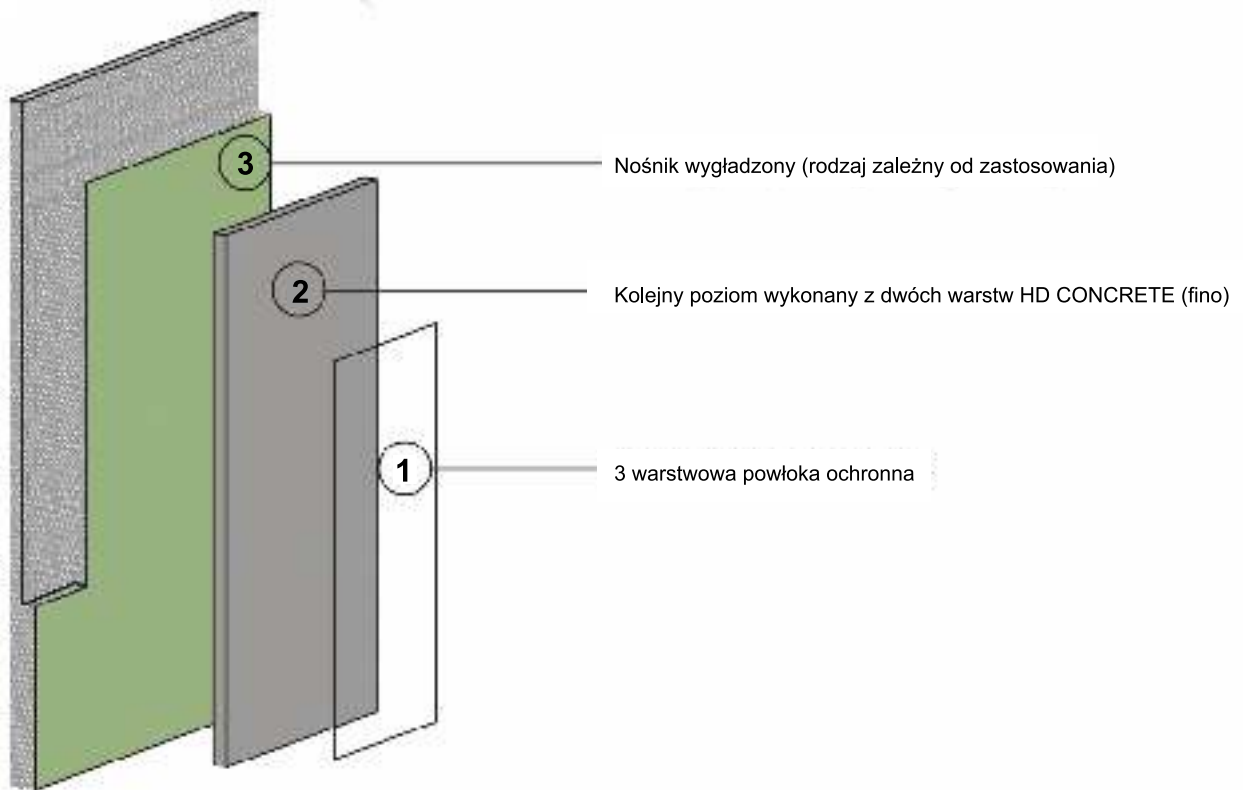 3
Nośnik wygładzony (rodzaj zależny od zastosowania)
2
Kolejny poziom wykonany z dwóch warstw HD CONCRETE (fino)
1
3 warstwowa powłoka ochronna